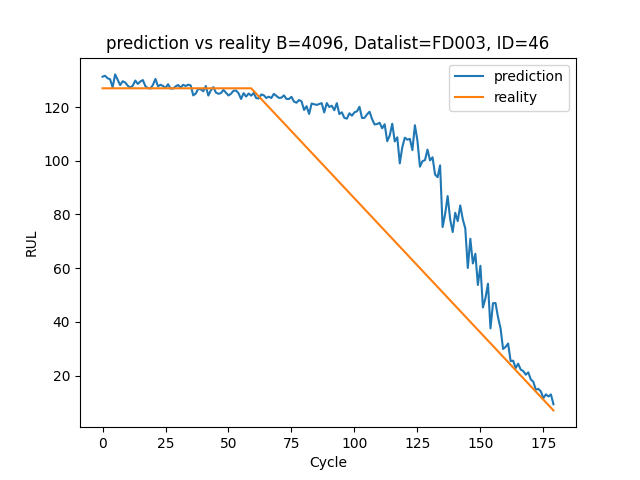 prediction vs reality B=4096, Datalist=FD003, ID=46
prediction
reality
RUL
120
100
80
60
40
20
0 25 50 75 100 125 150 175
Cycle